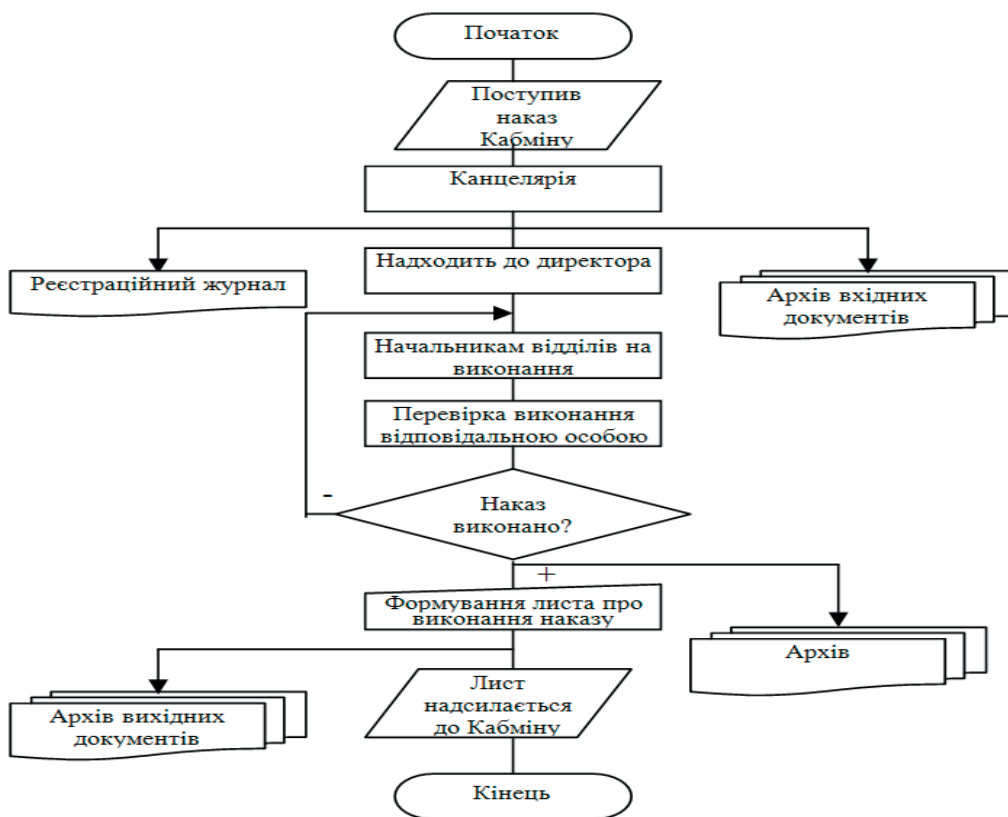 Початок
Поступив
наказ
Кабміну
Канцелярія
Реєстраційний журнал
Надходить до директора
Архів вхідних
документів
Начальникам відділів на
виконання
Перевірка виконання
відповідальною особою
-
Наказ
виконано?
+
Формування листа про
виконання наказу
Архів
Архів вихідних
документів
Лист
надсилається
до Кабміну
Кінець